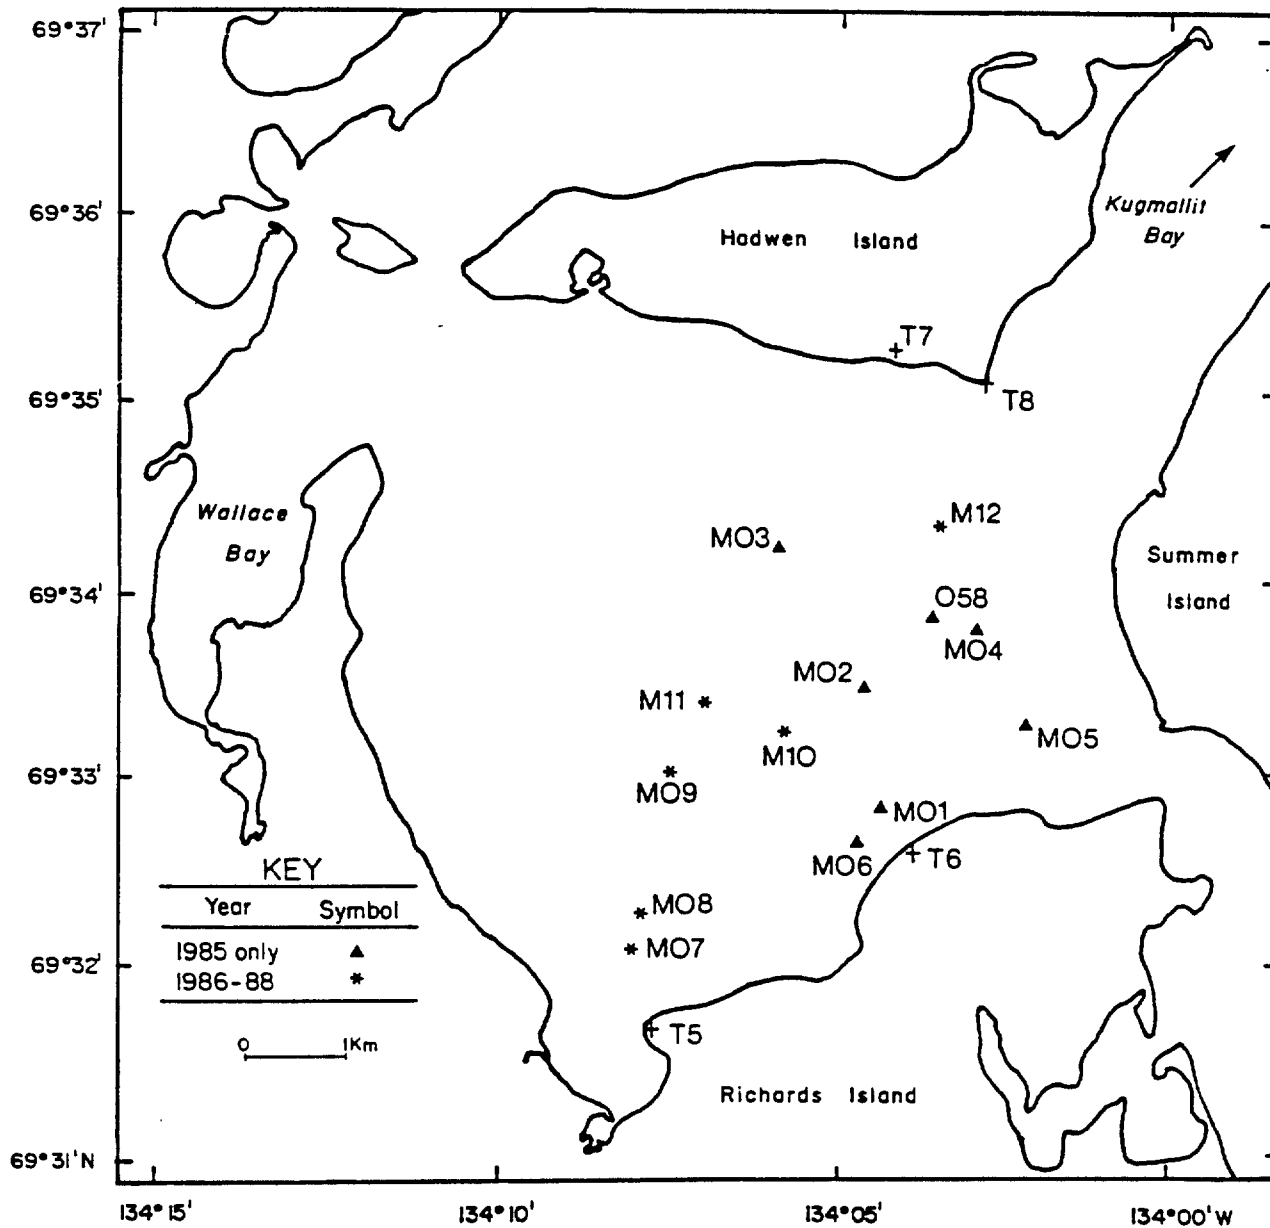 69°37'
69°36'
69°35'
69°34'
69°33'
69°32'
69°31'N
134°15'
134°10'
134°05'
134°00'W
Kugmallit
Bay
Hadwen Island
T7
T8
Wallace
Bay
M12
MO3
Summer
Island
O58
MO4
MO2
M11
MO5
M10
MO9
MO1
MO6
T6
MO8
MO7
T5
Richards Island
KEY
Year Symbol
1985 only ▲
1986-88 *
0 1Km